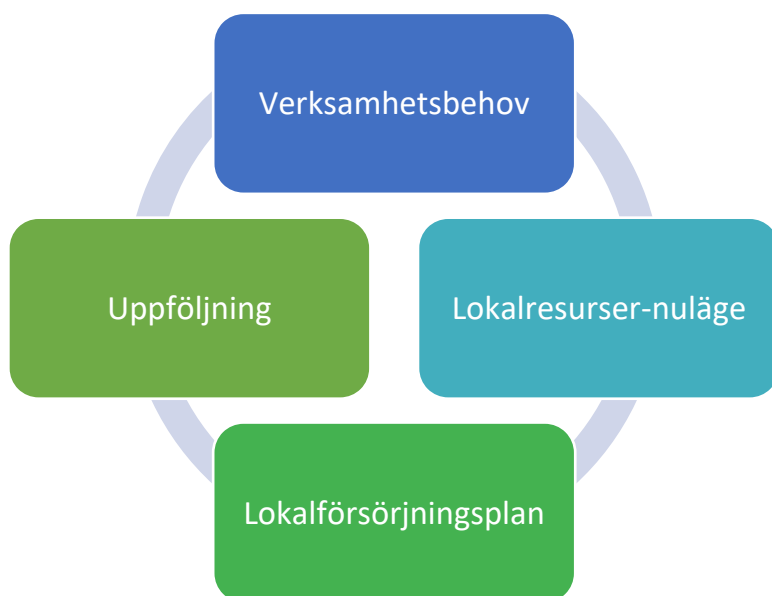 Verksamhetsbehov
Uppföljning
Lokalresurser-nuläge
Lokalförsörjningsplan